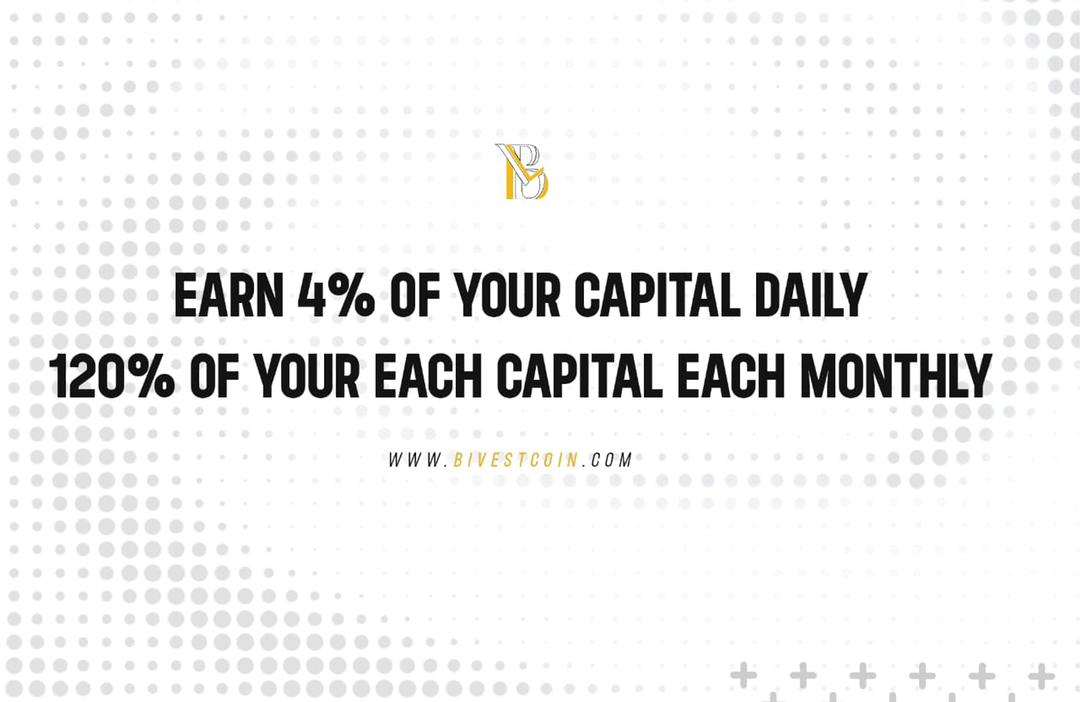 EARN 4% OF YOUR CAPITAL DAILY
120% OF YOUR EACH CAPITAL EACH MONTHLY
WWW.BIVESTCOIN.COM